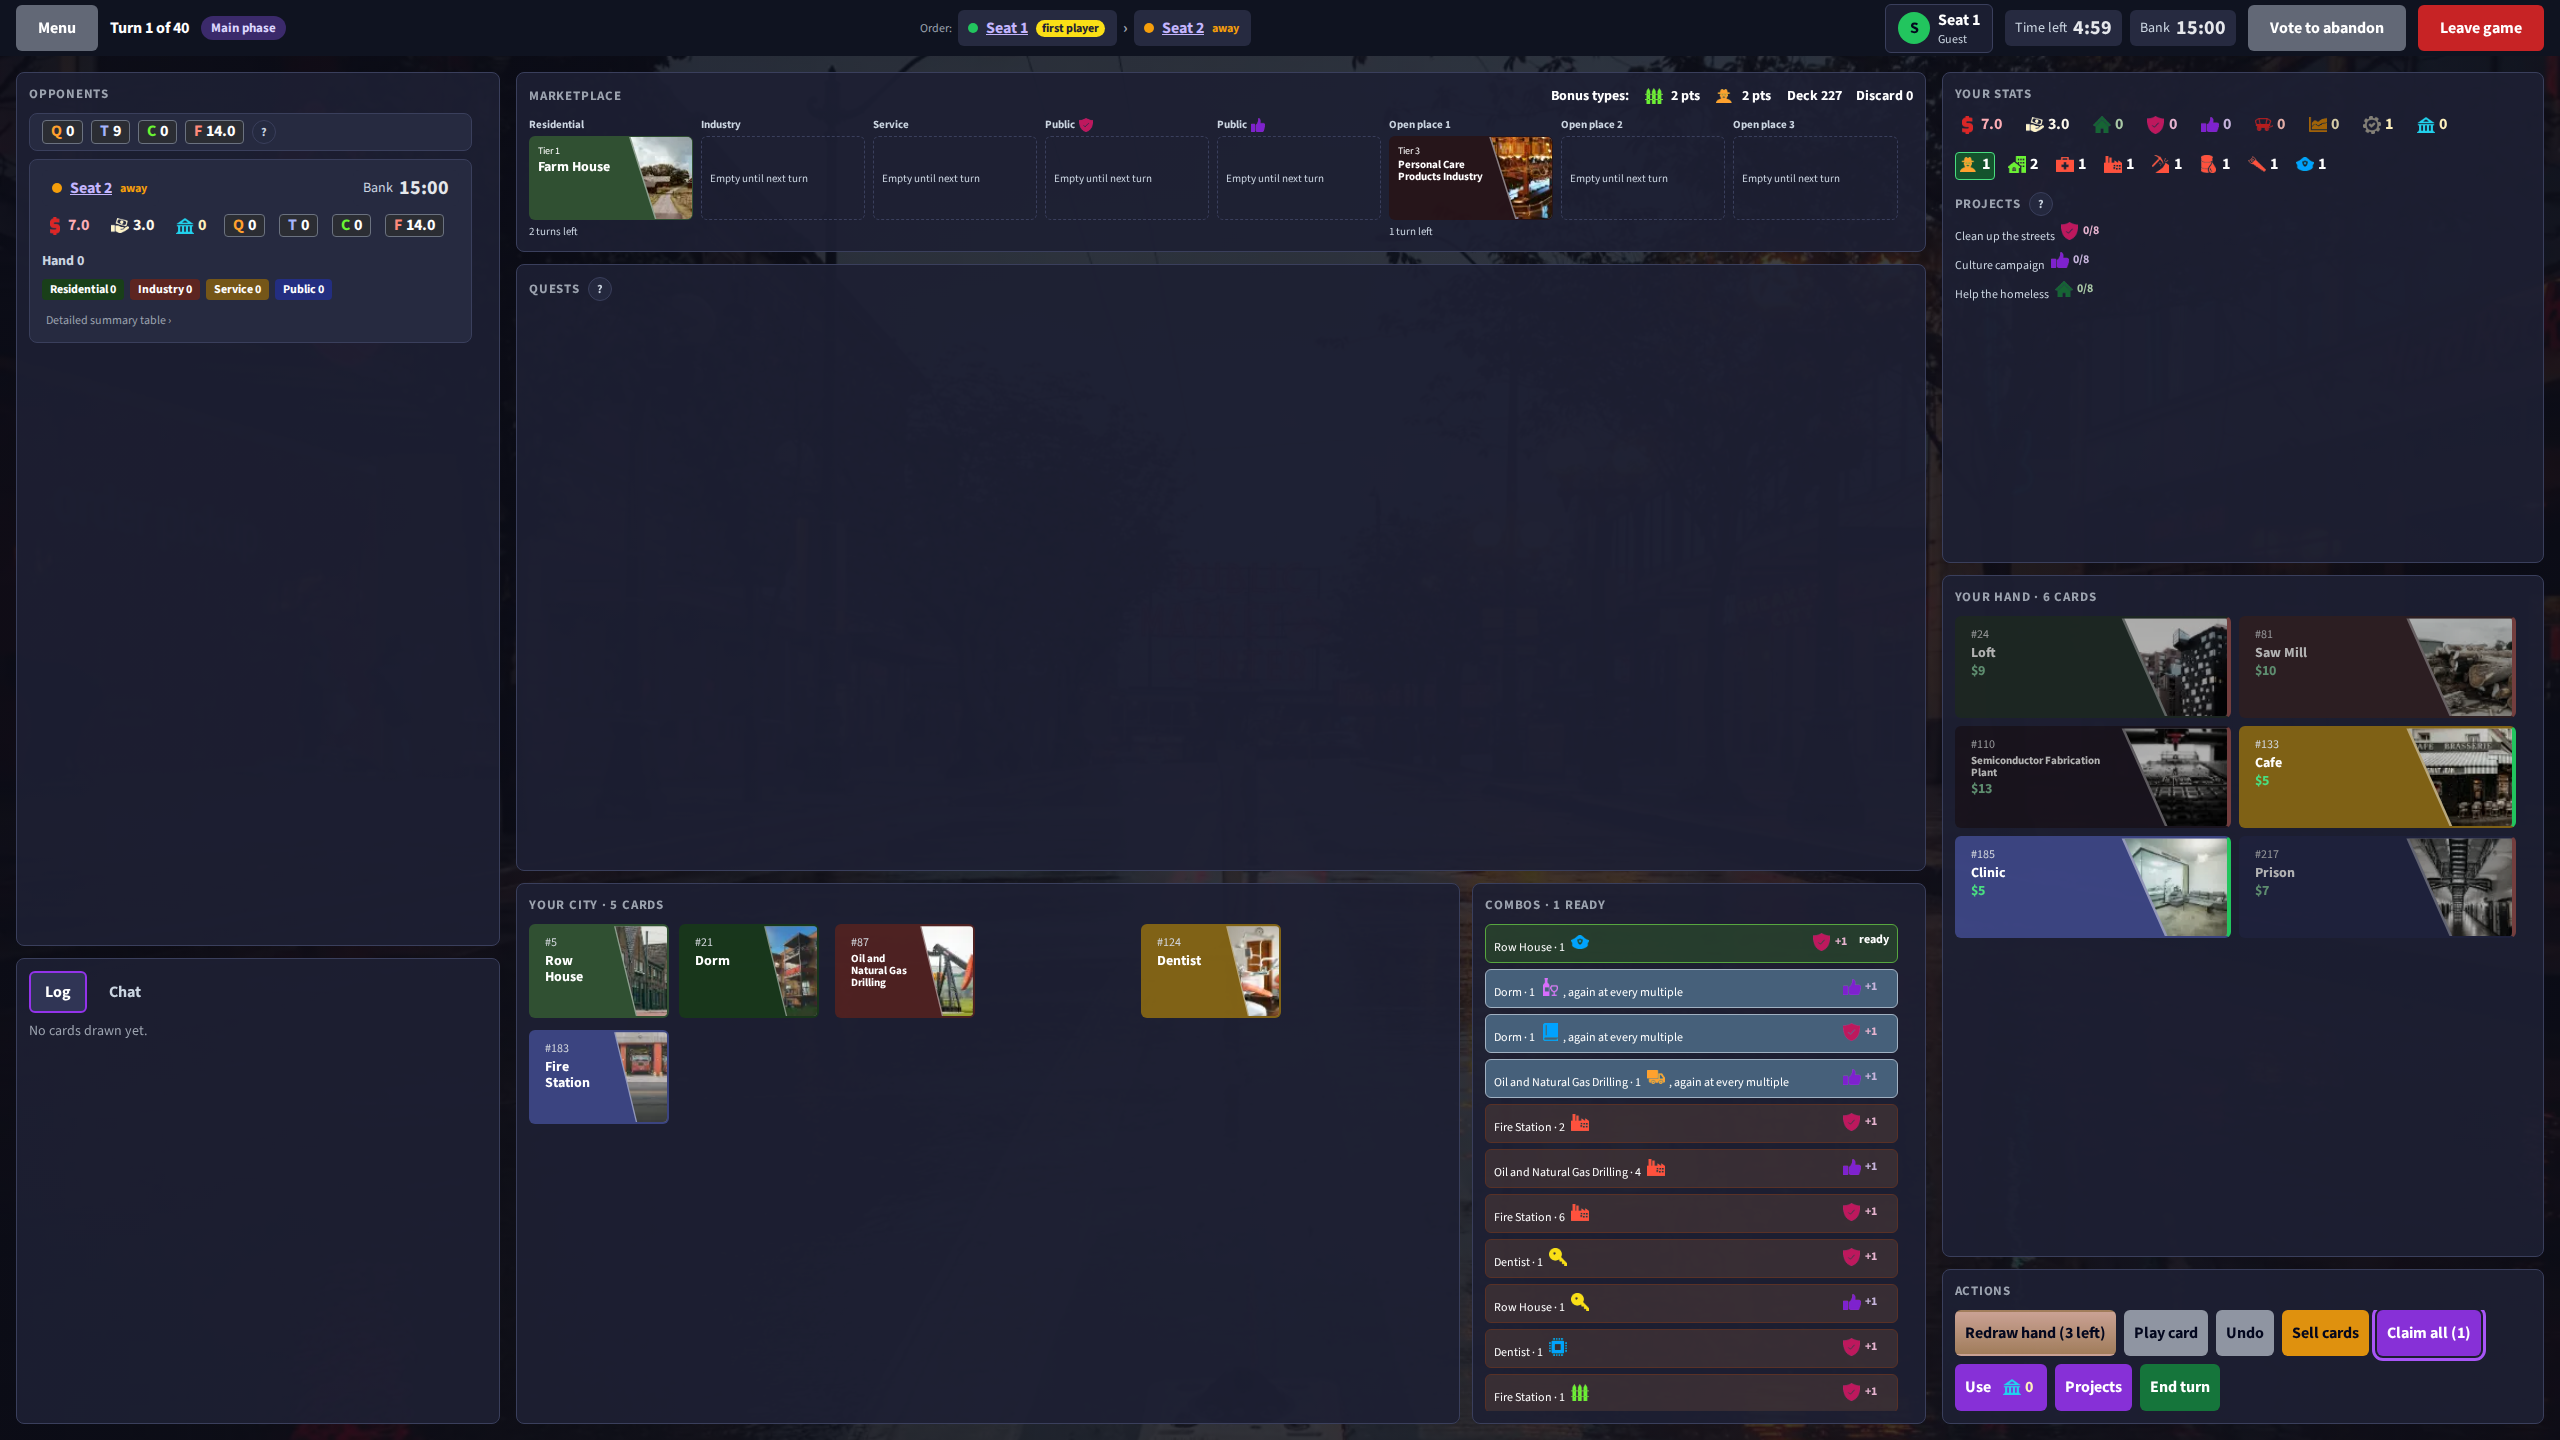 Menu
Turn 1 of 40
Main phase
Order:
Seat 1 first player
›
Seat 2 away
S
Seat 1
Guest
Time left 4:59
Bank 15:00
Vote to abandon
Leave game
OPPONENTS
Q 0
T 9
C 0
F 14.0
?
Seat 2 away
Bank 15:00
7.0
3.0
0
Q 0
T 0
C 0
F 14.0
Hand 0
Residential 0
Industry 0
Service 0
Public 0
Detailed summary table ›
Log
Chat
No cards drawn yet.
MARKETPLACE
Bonus types:
2 pts
2 pts
Deck 227
Discard 0
Residential
Industry
Service
Public
Public
Open place 1
Open place 2
Open place 3
Tier 1
Farm House
Empty until next turn
Empty until next turn
Empty until next turn
Empty until next turn
Tier 3
Personal Care
Products Industry
Empty until next turn
Empty until next turn
2 turns left
1 turn left
QUESTS ?
YOUR CITY · 5 CARDS
#5
Row
House
#21
Dorm
#87
Oil and
Natural Gas
Drilling
#124
Dentist
#183
Fire
Station
COMBOS · 1 READY
Row House · 1 +1 ready
Dorm · 1 , again at every multiple +1
Dorm · 1 , again at every multiple +1
Oil and Natural Gas Drilling · 1 , again at every multiple +1
Fire Station · 2 +1
Oil and Natural Gas Drilling · 4 +1
Fire Station · 6 +1
Dentist · 1 +1
Row House · 1 +1
Dentist · 1 +1
Fire Station · 1 +1
YOUR STATS
7.0
3.0
0
0
0
0
0
1
0
1
2
1
1
1
1
1
1
PROJECTS ?
Clean up the streets 0/8
Culture campaign 0/8
Help the homeless 0/8
YOUR HAND · 6 CARDS
#24
Loft
$9
#81
Saw Mill
$10
#110
Semiconductor Fabrication
Plant
$13
#133
Cafe
$5
#185
Clinic
$5
#217
Prison
$7
ACTIONS
Redraw hand (3 left)
Play card
Undo
Sell cards
Claim all (1)
Use 0
Projects
End turn